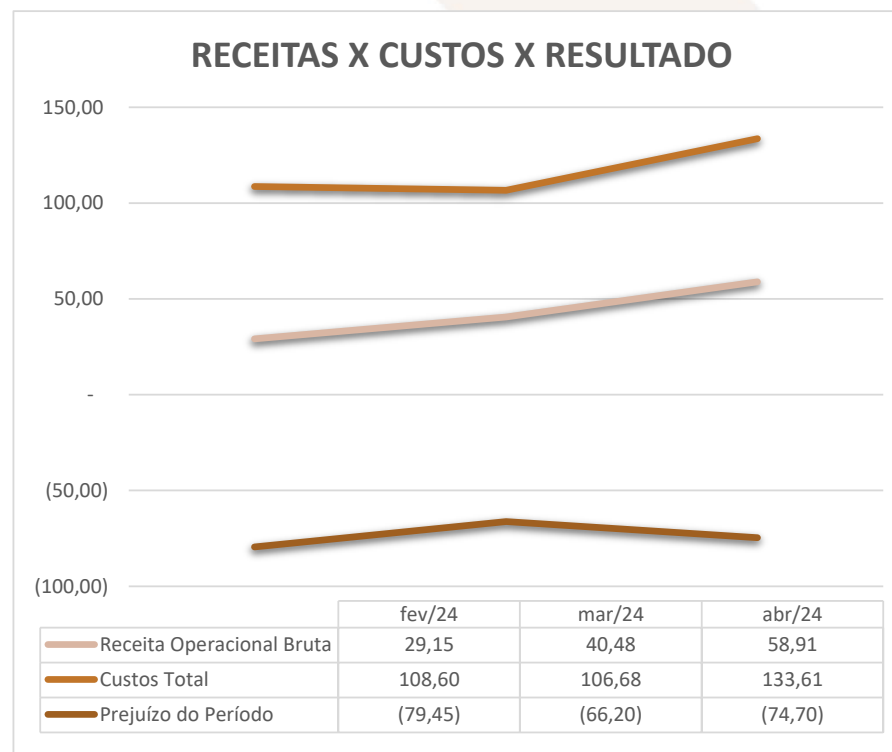 RECEITAS X CUSTOS X RESULTADO
150,00
100,00
50,00
-
(50,00)
(100,00)
fev/24 mar/24 abr/24
Receita Operacional Bruta 29,15 40,48 58,91
Custos Total 108,60 106,68 133,61
Prejuízo do Período (79,45) (66,20) (74,70)